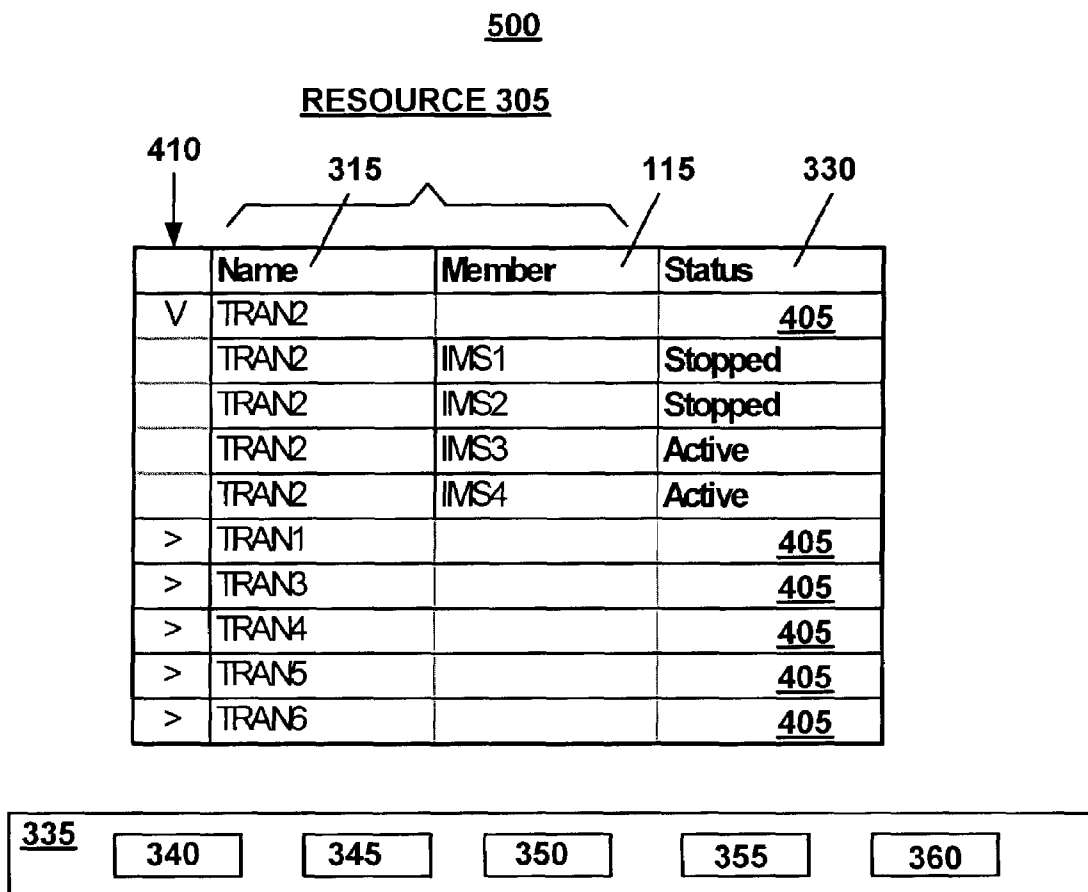 500
RESOURCE 305
410 315 115 330
Name Member Status
V TRAN2 405
TRAN2 IMS1 Stopped
TRAN2 IMS2 Stopped
TRAN2 IMS3 Active
TRAN2 IMS4 Active
> TRAN1 405
> TRAN3 405
> TRAN4 405
> TRAN5 405
> TRAN6 405
335 340 345 350 355 360